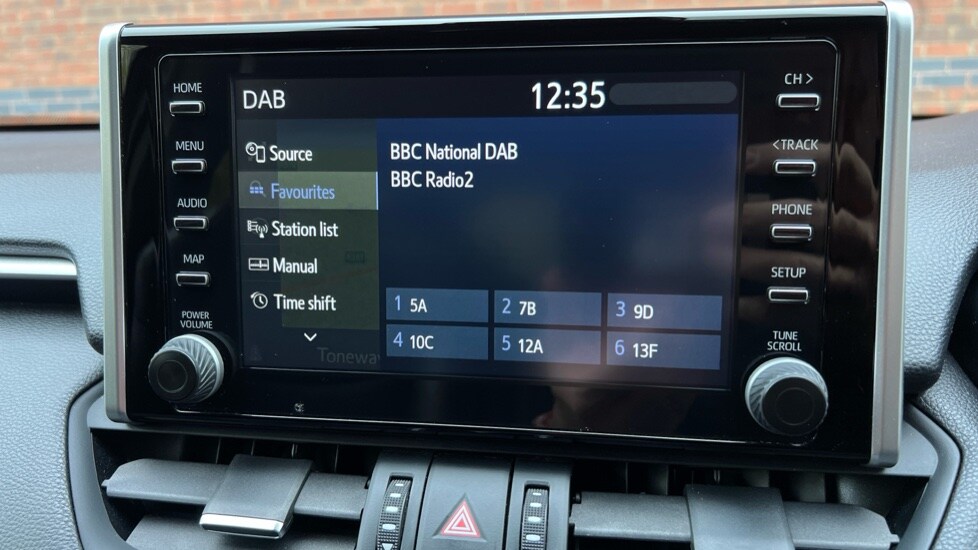 HOME
MENU
AUDIO
MAP
POWER
VOLUME
DAB
12:35
Source
Favourites
Station list
Manual
Time shift
BBC National DAB
BBC Radio2
1 5A
2 7B
3 9D
4 10C
5 12A
6 13F
CH >
< TRACK
PHONE
SETUP
TUNE
SCROLL